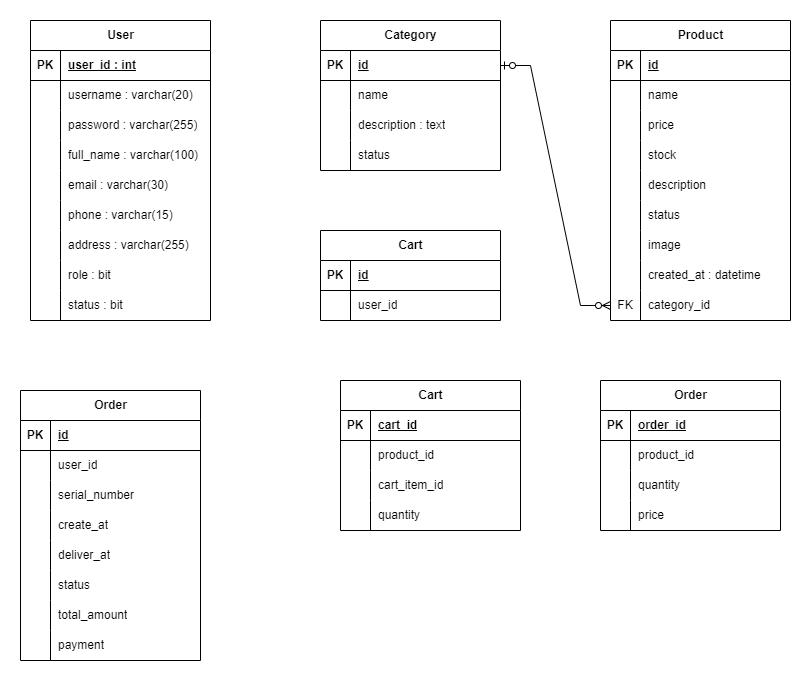 User
PK user_id : int
username : varchar(20)
password : varchar(255)
full_name : varchar(100)
email : varchar(30)
phone : varchar(15)
address : varchar(255)
role : bit
status : bit
Category
PK id
name
description : text
status
Product
PK id
name
price
stock
description
status
image
created_at : datetime
FK category_id
Cart
PK id
user_id
Order
PK id
user_id
serial_number
create_at
deliver_at
status
total_amount
payment
Cart
PK cart_id
product_id
cart_item_id
quantity
Order
PK order_id
product_id
quantity
price